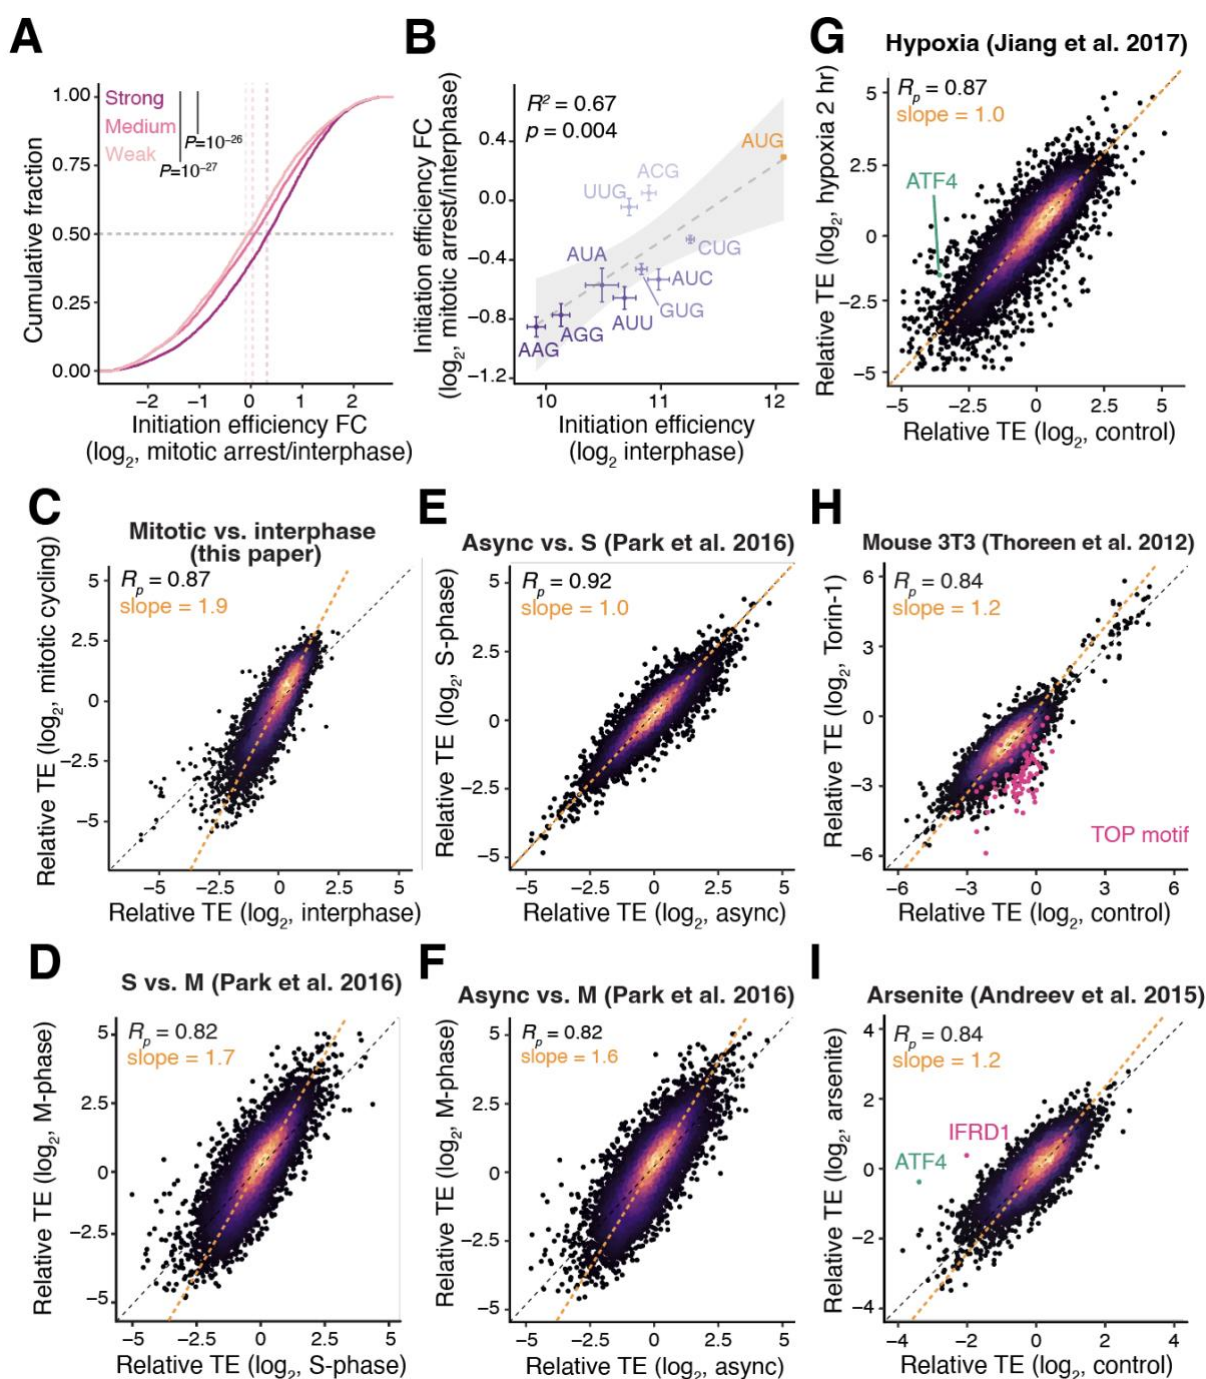 A
1.00
0.75
0.50
0.25
0.00
Cumulative fraction
Strong
Medium
Weak
P=10⁻²⁶
P=10⁻²⁷
−2 −1 0 1 2
Initiation efficiency FC
(log₂, mitotic arrest/interphase)
B
Initiation efficiency FC
(log₂, mitotic arrest/interphase)
0.4
0.0
−0.4
−0.8
−1.2
R² = 0.67
p = 0.004
AUG
ACG
UUG
CUG
AUA
AUC
GUG
AUU
AGG
AAG
10 11 12
Initiation efficiency
(log₂ interphase)
G
Hypoxia (Jiang et al. 2017)
Relative TE (log₂, hypoxia 2 hr)
5
2.5
0
−2.5
−5
Rₚ = 0.87
slope = 1.0
ATF4
−5 −2.5 0 2.5 5
Relative TE (log₂, control)
C
Mitotic vs. interphase
(this paper)
Relative TE (log₂, mitotic cycling)
5
2.5
0
−2.5
−5
Rₚ = 0.87
slope = 1.9
−5 −2.5 0 2.5 5
Relative TE (log₂, interphase)
E
Async vs. S (Park et al. 2016)
Relative TE (log₂, S-phase)
5
2.5
0
−2.5
−5
Rₚ = 0.92
slope = 1.0
−5 −2.5 0 2.5 5
Relative TE (log₂, async)
H
Mouse 3T3 (Thoreen et al. 2012)
Relative TE (log₂, Torin-1)
6
3
0
−3
−6
Rₚ = 0.84
slope = 1.2
TOP motif
−6 −3 0 3 6
Relative TE (log₂, control)
D
S vs. M (Park et al. 2016)
Relative TE (log₂, M-phase)
5
2.5
0
−2.5
−5
Rₚ = 0.82
slope = 1.7
−5 −2.5 0 2.5 5
Relative TE (log₂, S-phase)
F
Async vs. M (Park et al. 2016)
Relative TE (log₂, M-phase)
5
2.5
0
−2.5
−5
Rₚ = 0.82
slope = 1.6
−5 −2.5 0 2.5 5
Relative TE (log₂, async)
I
Arsenite (Andreev et al. 2015)
Relative TE (log₂, arsenite)
4
2
0
−2
−4
Rₚ = 0.84
slope = 1.2
IFRD1
ATF4
−4 −2 0 2 4
Relative TE (log₂, control)